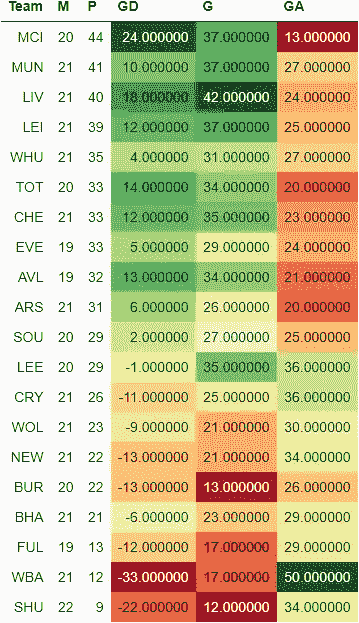 Team M P GD G GA
MCI 20 44 24.000000 37.000000 13.000000
MUN 21 41 10.000000 37.000000 27.000000
LIV 21 40 18.000000 42.000000 24.000000
LEI 21 39 12.000000 37.000000 25.000000
WHU 21 35 4.000000 31.000000 27.000000
TOT 20 33 14.000000 34.000000 20.000000
CHE 21 33 12.000000 35.000000 23.000000
EVE 19 33 5.000000 29.000000 24.000000
AVL 19 32 13.000000 34.000000 21.000000
ARS 21 31 6.000000 26.000000 20.000000
SOU 20 29 2.000000 27.000000 25.000000
LEE 20 29 -1.000000 35.000000 36.000000
CRY 21 26 -11.000000 25.000000 36.000000
WOL 21 23 -9.000000 21.000000 30.000000
NEW 21 22 -13.000000 21.000000 34.000000
BUR 20 22 -13.000000 13.000000 26.000000
BHA 21 21 -6.000000 23.000000 29.000000
FUL 19 13 -12.000000 17.000000 29.000000
WBA 21 12 -33.000000 17.000000 50.000000
SHU 22 9 -22.000000 12.000000 34.000000